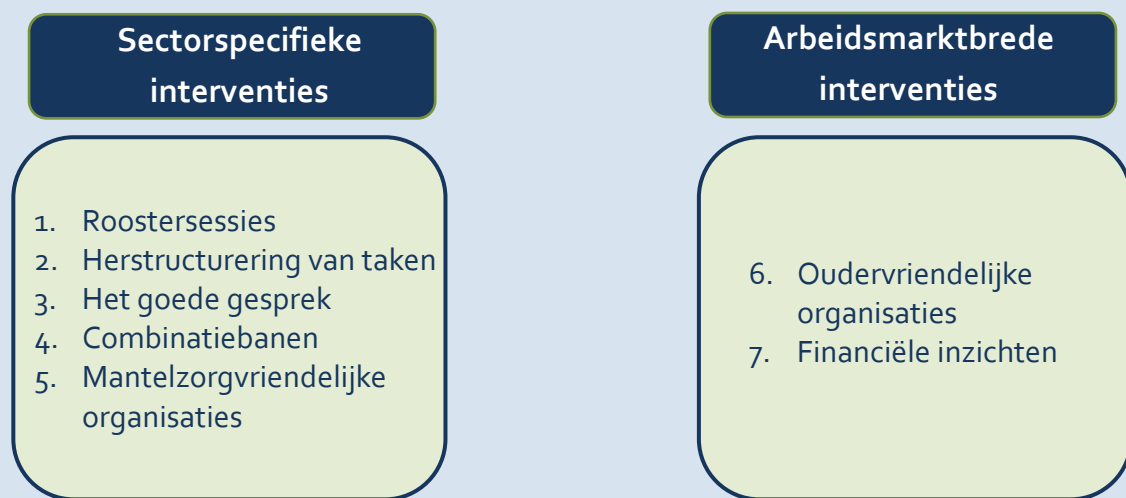 Sectorspecifieke
interventies
1. Roostersessies
2. Herstructurering van taken
3. Het goede gesprek
4. Combinatiebanen
5. Mantelzorgvriendelijke
organisaties
Arbeidsmarktbrede
interventies
6. Oudervriendelijke
organisaties
7. Financiële inzichten